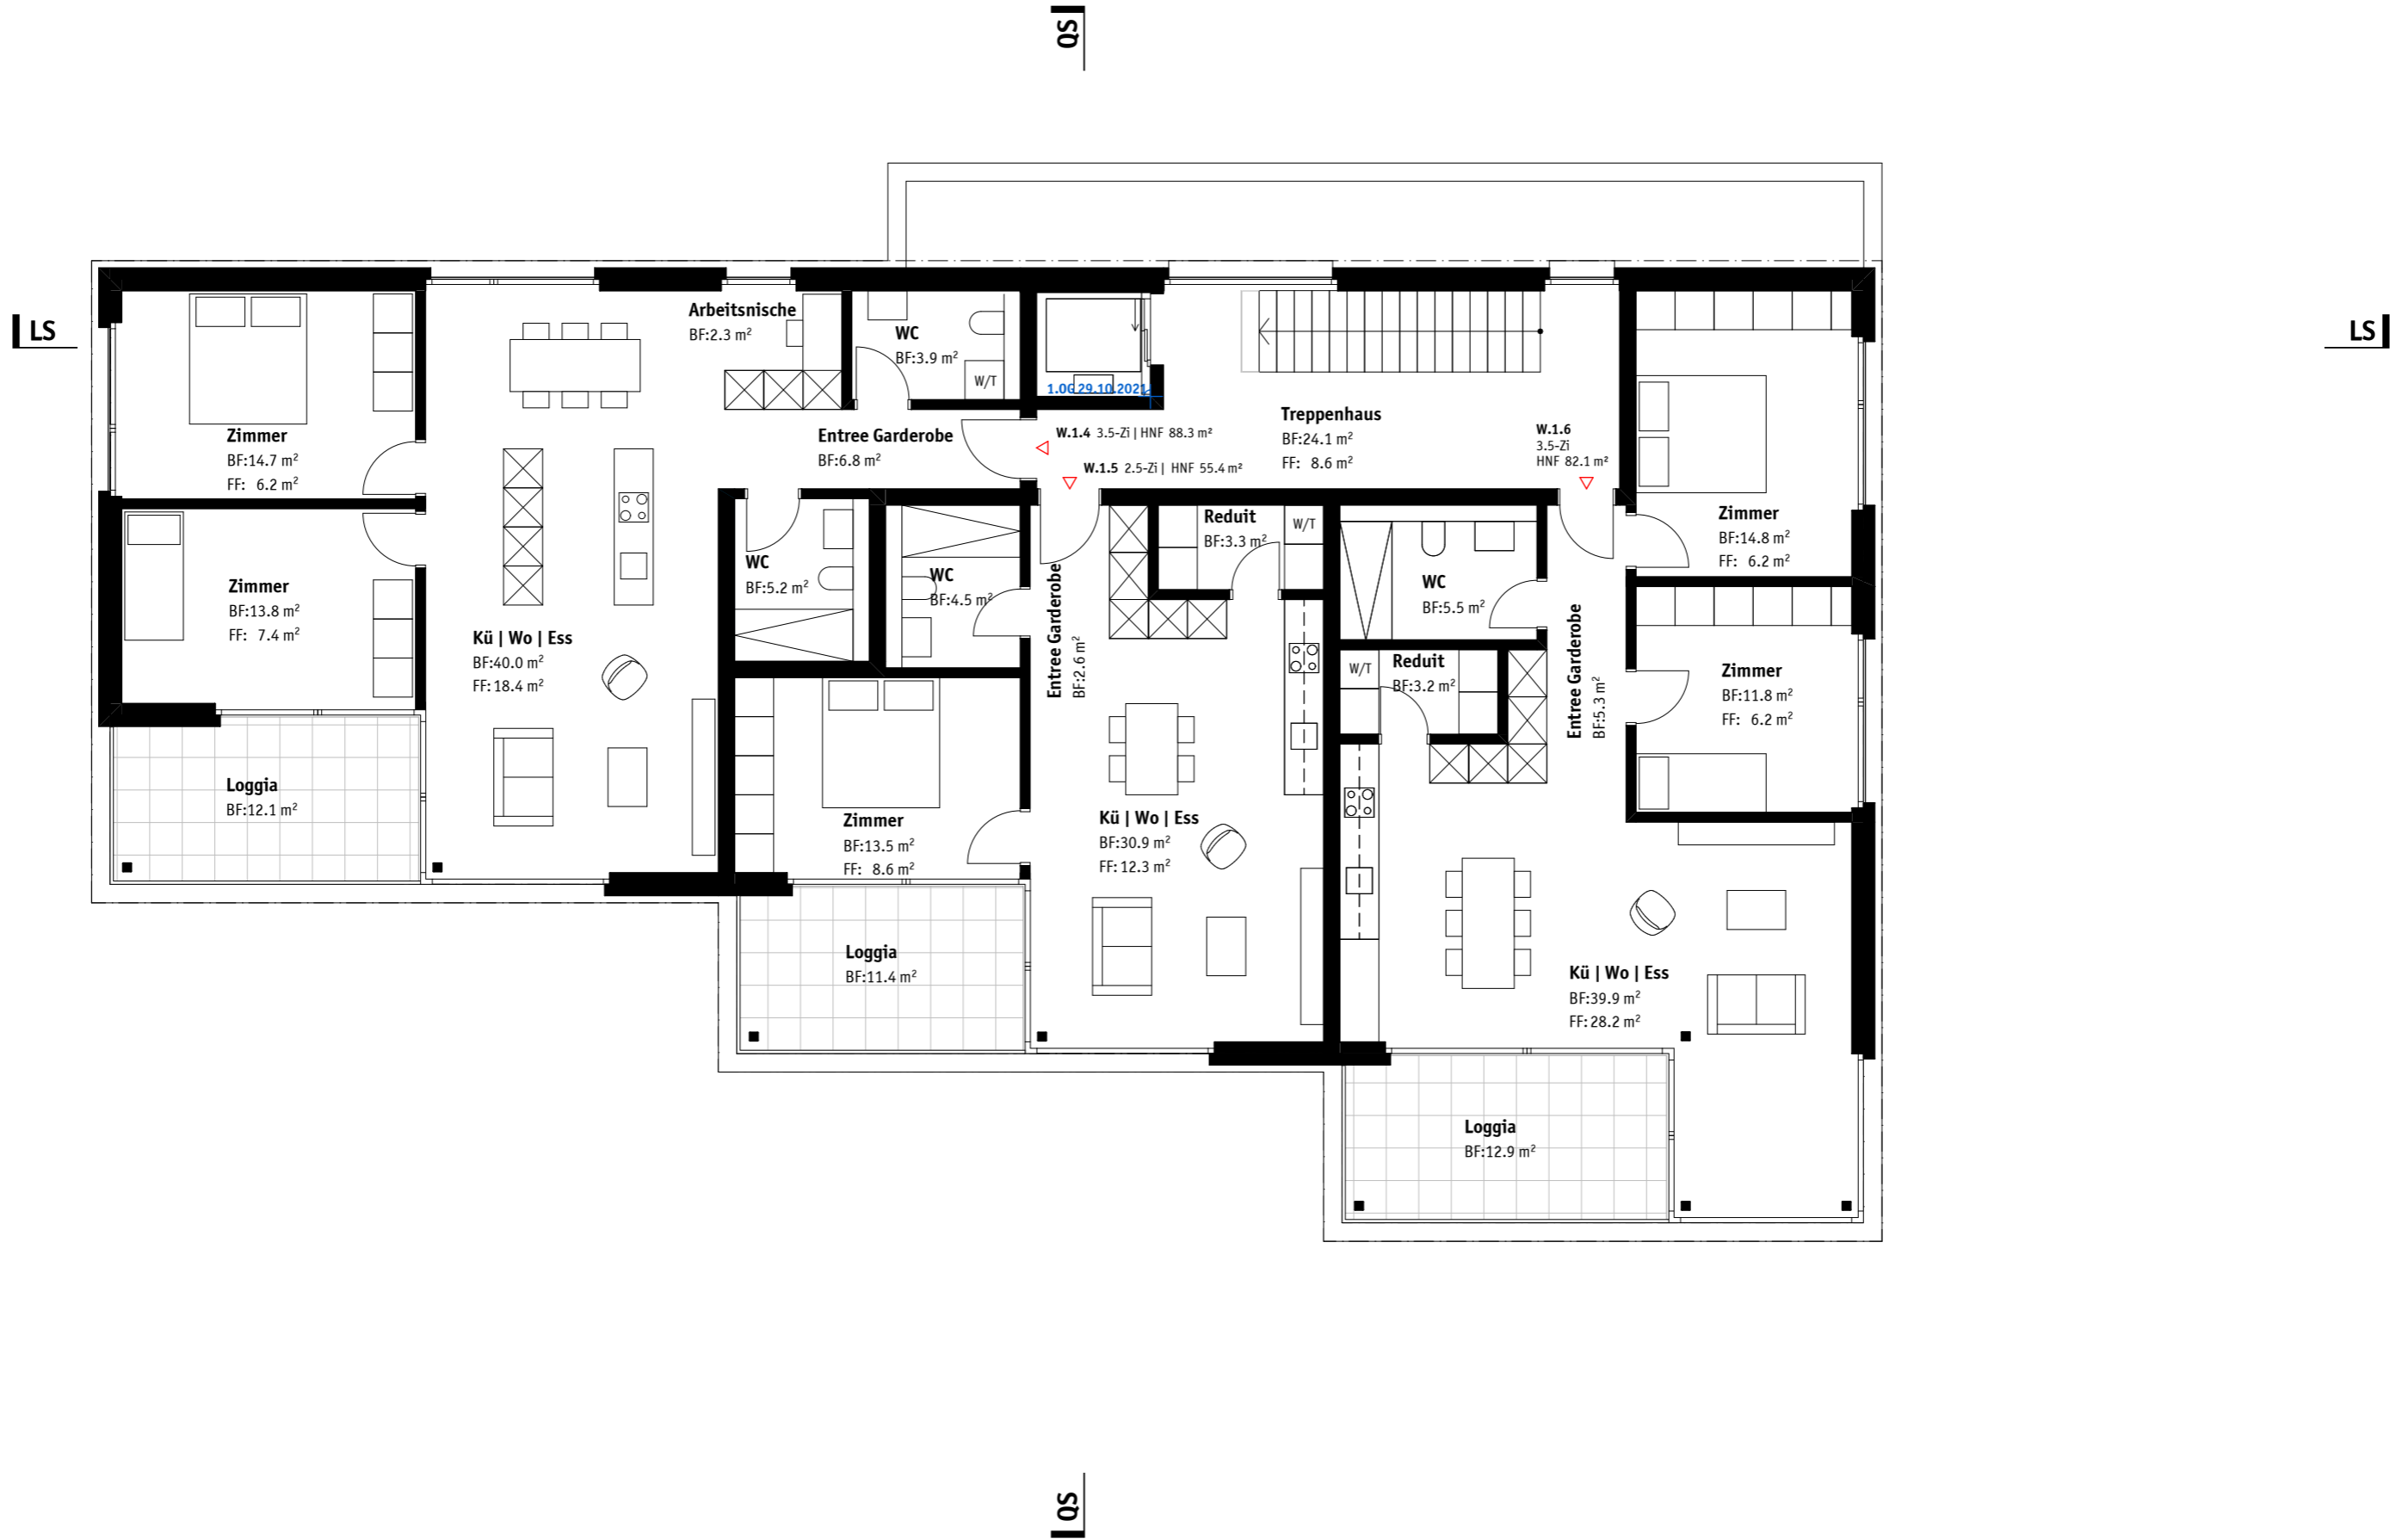 QS
LS
LS
Zimmer
BF:14.7 m²
FF: 6.2 m²
Zimmer
BF:13.8 m²
FF: 7.4 m²
Loggia
BF:12.1 m²
Kü | Wo | Ess
BF:40.0 m²
FF: 18.4 m²
Arbeitsnische
BF:2.3 m²
WC
BF:3.9 m²
W/T
Entree Garderobe
BF:6.8 m²
WC
BF:5.2 m²
1.OG 29.10.2021
W.1.4 3.5-Zi | HNF 88.3 m²
W.1.5 2.5-Zi | HNF 55.4 m²
Treppenhaus
BF:24.1 m²
FF: 8.6 m²
W.1.6
3.5-Zi
HNF 82.1 m²
WC
BF:4.5 m²
Entree Garderobe
BF:2.6 m²
Reduit
BF:3.3 m²
W/T
Zimmer
BF:13.5 m²
FF: 8.6 m²
Kü | Wo | Ess
BF:30.9 m²
FF: 12.3 m²
Loggia
BF:11.4 m²
WC
BF:5.5 m²
W/T
Reduit
BF:3.2 m²
Entree Garderobe
BF:5.3 m²
Zimmer
BF:14.8 m²
FF: 6.2 m²
Zimmer
BF:11.8 m²
FF: 6.2 m²
Kü | Wo | Ess
BF:39.9 m²
FF: 28.2 m²
Loggia
BF:12.9 m²
QS